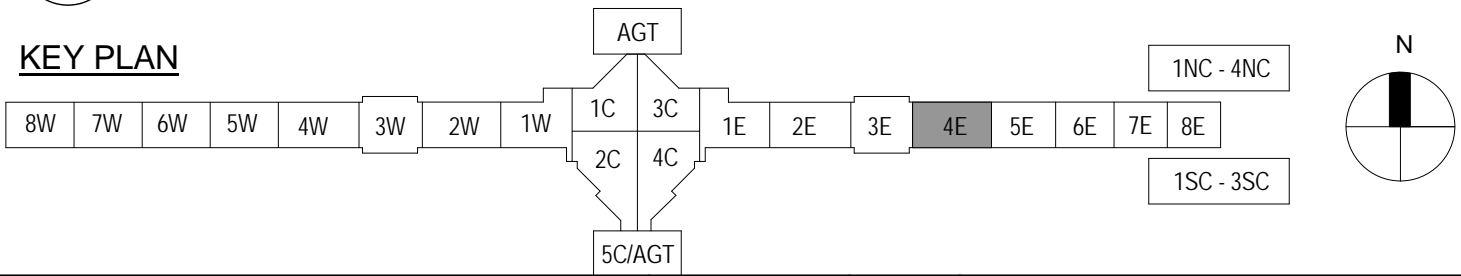 AGT
KEY PLAN
N
1NC - 4NC
8W 7W 6W 5W 4W 3W 2W 1W 1C 3C 1E 2E 3E 4E 5E 6E 7E 8E
2C 4C
1SC - 3SC
5C/AGT